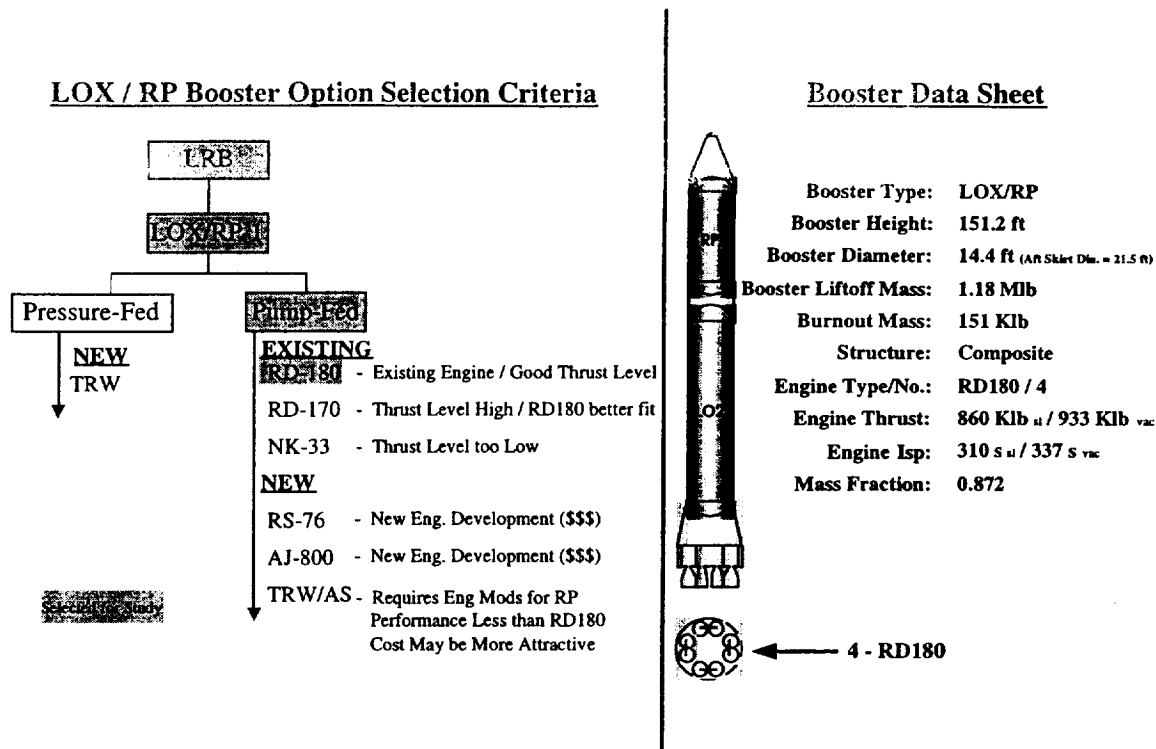 LOX / RP Booster Option Selection Criteria
LRB
LOX/RP1
Pressure-Fed
NEW
TRW
Pump-Fed
EXISTING
RD-180 - Existing Engine / Good Thrust Level
RD-170 - Thrust Level High / RD180 better fit
NK-33 - Thrust Level too Low
NEW
RS-76 - New Eng. Development ($$$)
AJ-800 - New Eng. Development ($$$)
TRW/AS - Requires Eng Mods for RP
Performance Less than RD180
Cost May be More Attractive
Selected for Study
Booster Data Sheet
RP
LO2
Booster Type: LOX/RP
Booster Height: 151.2 ft
Booster Diameter: 14.4 ft (Aft Skirt Dia. = 21.5 ft)
Booster Liftoff Mass: 1.18 Mlb
Burnout Mass: 151 Klb
Structure: Composite
Engine Type/No.: RD180 / 4
Engine Thrust: 860 Klb sl / 933 Klb vac
Engine Isp: 310 s sl / 337 s vac
Mass Fraction: 0.872
4 - RD180